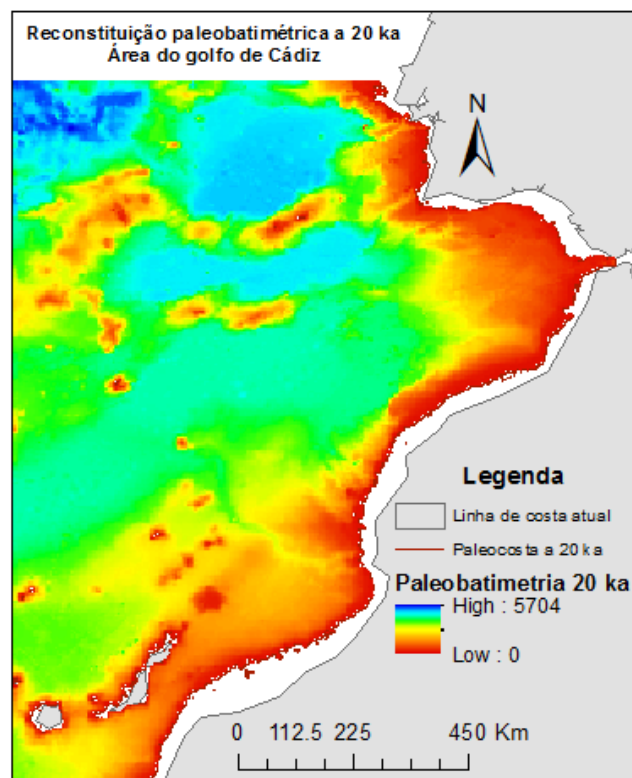 Reconstituição paleobatimétrica a 20 ka
Área do golfo de Cádiz
N
Legenda
Linha de costa atual
Paleocosta a 20 ka
Paleobatimetria 20 ka
High : 5704
Low : 0
0 112.5 225 450 Km